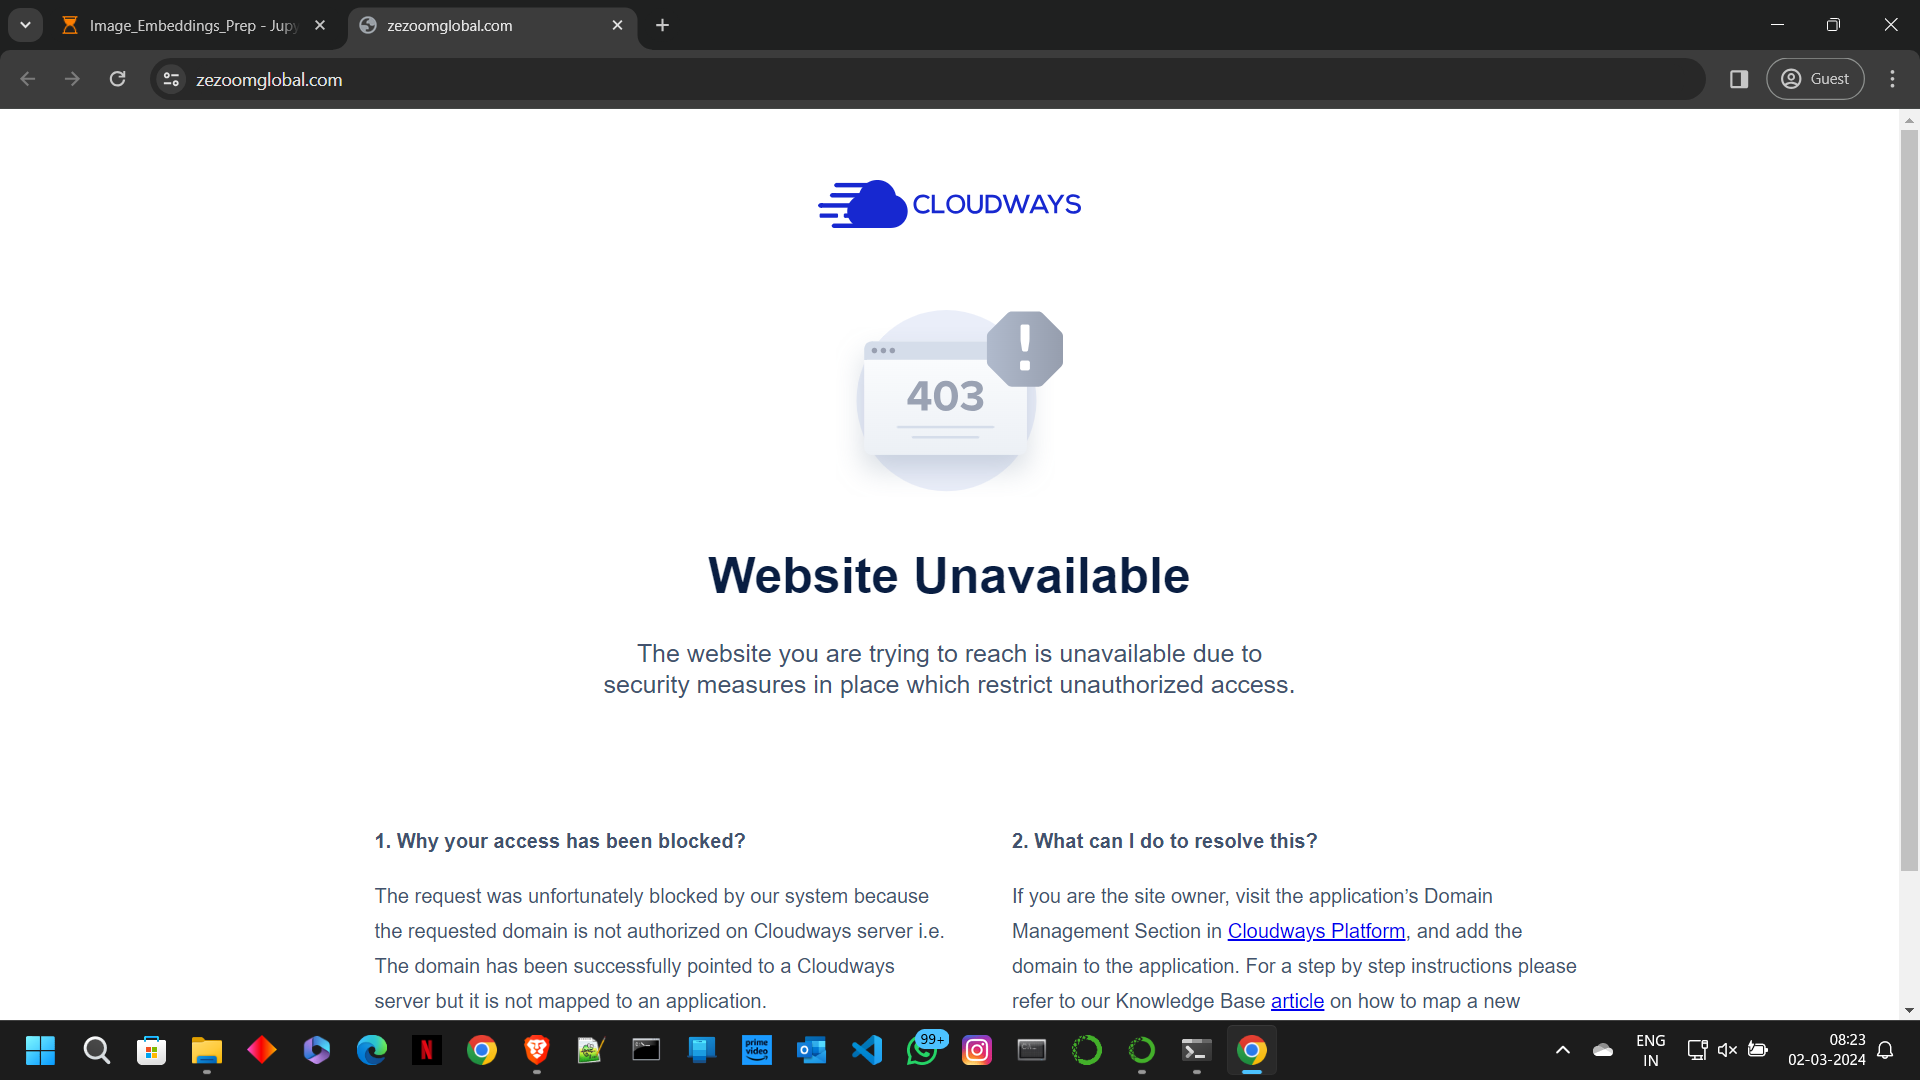 Image_Embeddings_Prep - Jupy
zezoomglobal.com
zezoomglobal.com
Guest
CLOUDWAYS
403
Website Unavailable
The website you are trying to reach is unavailable due to
security measures in place which restrict unauthorized access.
1. Why your access has been blocked?
The request was unfortunately blocked by our system because
the requested domain is not authorized on Cloudways server i.e.
The domain has been successfully pointed to a Cloudways
server but it is not mapped to an application.
2. What can I do to resolve this?
If you are the site owner, visit the application’s Domain
Management Section in Cloudways Platform, and add the
domain to the application. For a step by step instructions please
refer to our Knowledge Base article on how to map a new
N
prime
video
99+
ENG
IN
08:23
02-03-2024